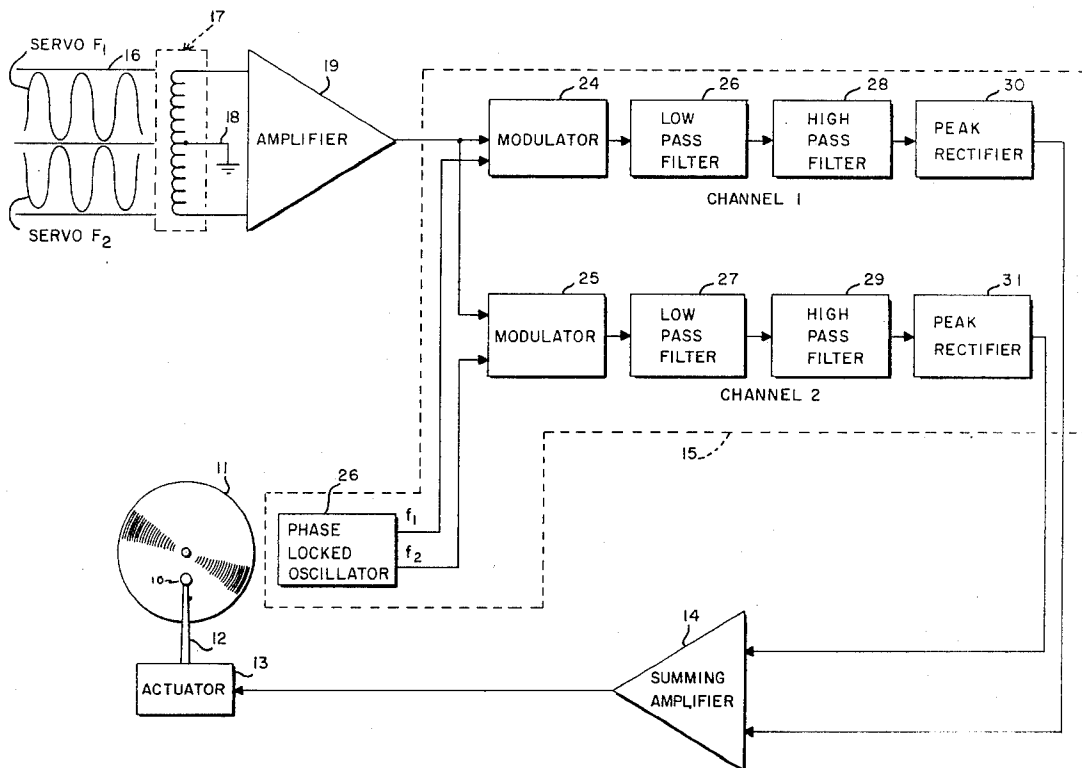 SERVO F1
16
17
18
19
AMPLIFIER
SERVO F2
24
MODULATOR
26
LOW
PASS
FILTER
28
HIGH
PASS
FILTER
30
PEAK
RECTIFIER
CHANNEL 1
25
MODULATOR
27
LOW
PASS
FILTER
29
HIGH
PASS
FILTER
31
PEAK
RECTIFIER
CHANNEL 2
15
11
10
12
13
ACTUATOR
26
PHASE
LOCKED
OSCILLATOR
f1
f2
14
SUMMING
AMPLIFIER